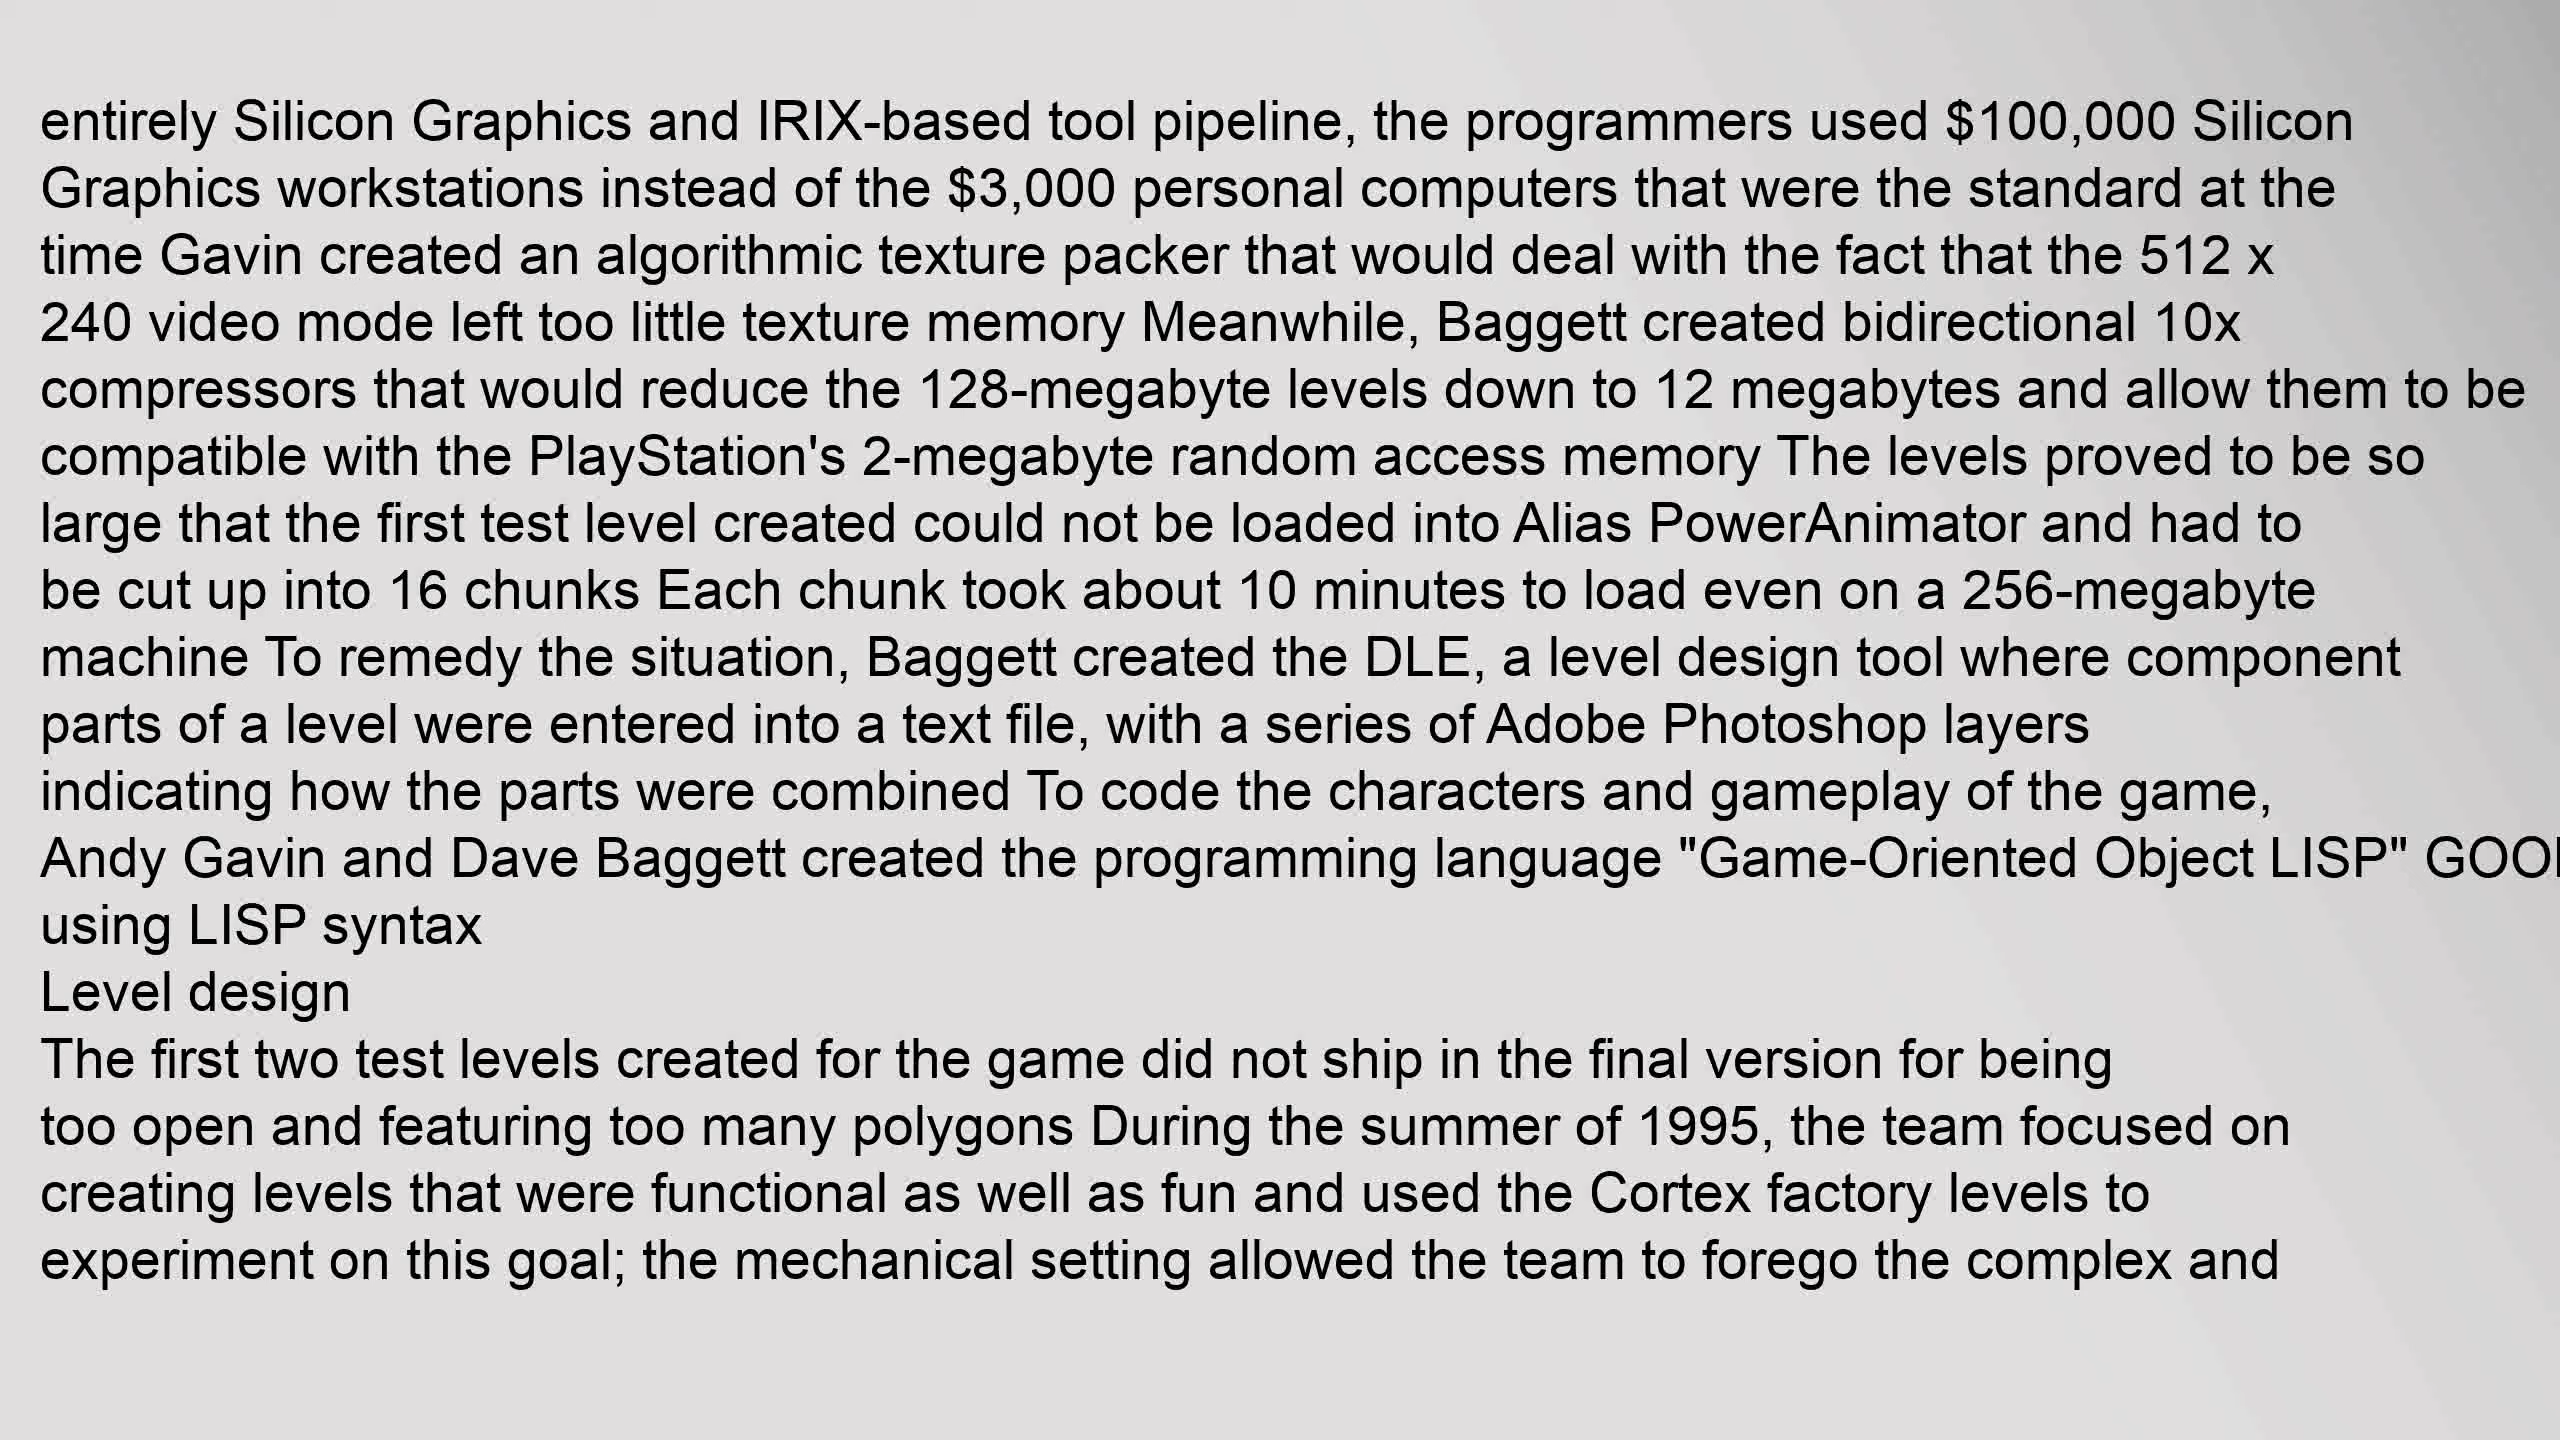 entirely Silicon Graphics and IRIX-based tool pipeline, the programmers used $100,000 Silicon
Graphics workstations instead of the $3,000 personal computers that were the standard at the
time Gavin created an algorithmic texture packer that would deal with the fact that the 512 x
240 video mode left too little texture memory Meanwhile, Baggett created bidirectional 10x
compressors that would reduce the 128-megabyte levels down to 12 megabytes and allow them to be
compatible with the PlayStation's 2-megabyte random access memory The levels proved to be so
large that the first test level created could not be loaded into Alias PowerAnimator and had to
be cut up into 16 chunks Each chunk took about 10 minutes to load even on a 256-megabyte
machine To remedy the situation, Baggett created the DLE, a level design tool where component
parts of a level were entered into a text file, with a series of Adobe Photoshop layers
indicating how the parts were combined To code the characters and gameplay of the game,
Andy Gavin and Dave Baggett created the programming language "Game-Oriented Object LISP"
using LISP syntax
Level design
The first two test levels created for the game did not ship in the final version for being
too open and featuring too many polygons During the summer of 1995, the team focused on
creating levels that were functional as well as fun and used the Cortex factory levels to
experiment on this goal; the mechanical setting allowed the team to forego the complex and